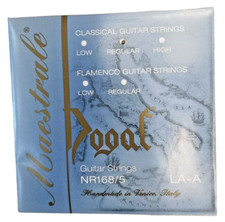 Maestrale
CLASSICAL GUITAR STRINGS
LOW REGULAR HIGH
FLAMENCO GUITAR STRINGS
LOW REGULAR
Dogal
Guitar Strings
NR168/5 LA-A
Handmade in Venice, Italy